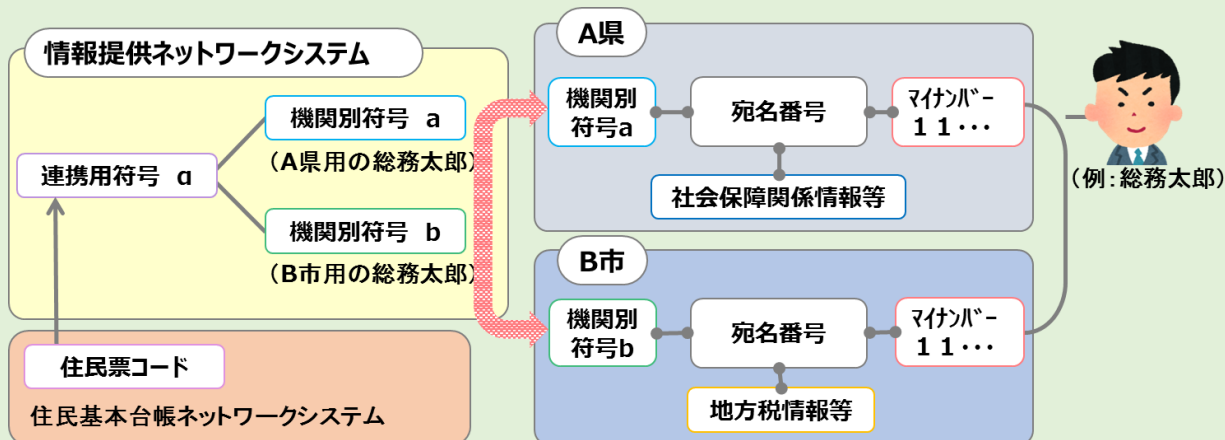 情報提供ネットワークシステム
機関別符号 a
(A県用の総務太郎)
連携用符号 α
機関別符号 b
(B市用の総務太郎)
住民票コード
住民基本台帳ネットワークシステム
A県
機関別
符号a
宛名番号
ﾏｲﾅﾝﾊﾞｰ
11・・・
社会保障関係情報等
(例:総務太郎)
B市
機関別
符号b
宛名番号
ﾏｲﾅﾝﾊﾞｰ
11・・・
地方税情報等